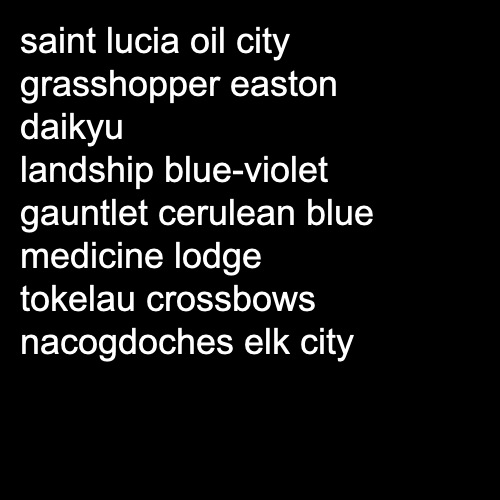 saint lucia oil city
grasshopper easton
daikyu
landship blue-violet
gauntlet cerulean blue
medicine lodge
tokelau crossbows
nacogdoches elk city